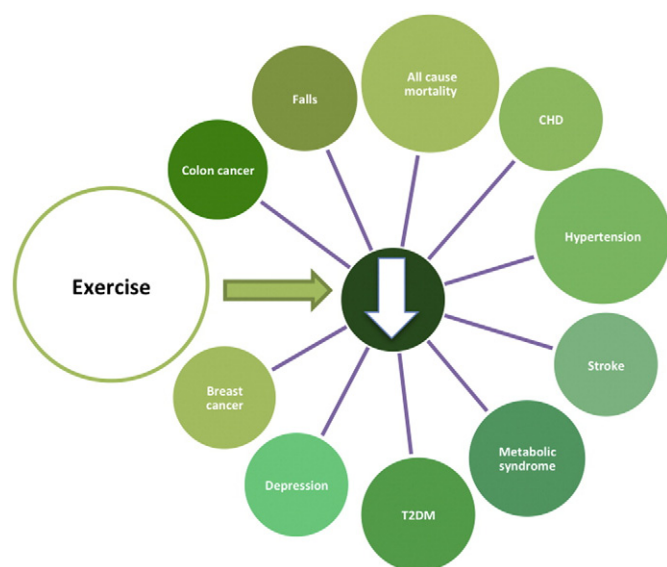 All cause
mortality
Falls
CHD
Colon cancer
Hypertension
Exercise
Stroke
Breast
cancer
Metabolic
syndrome
Depression
T2DM